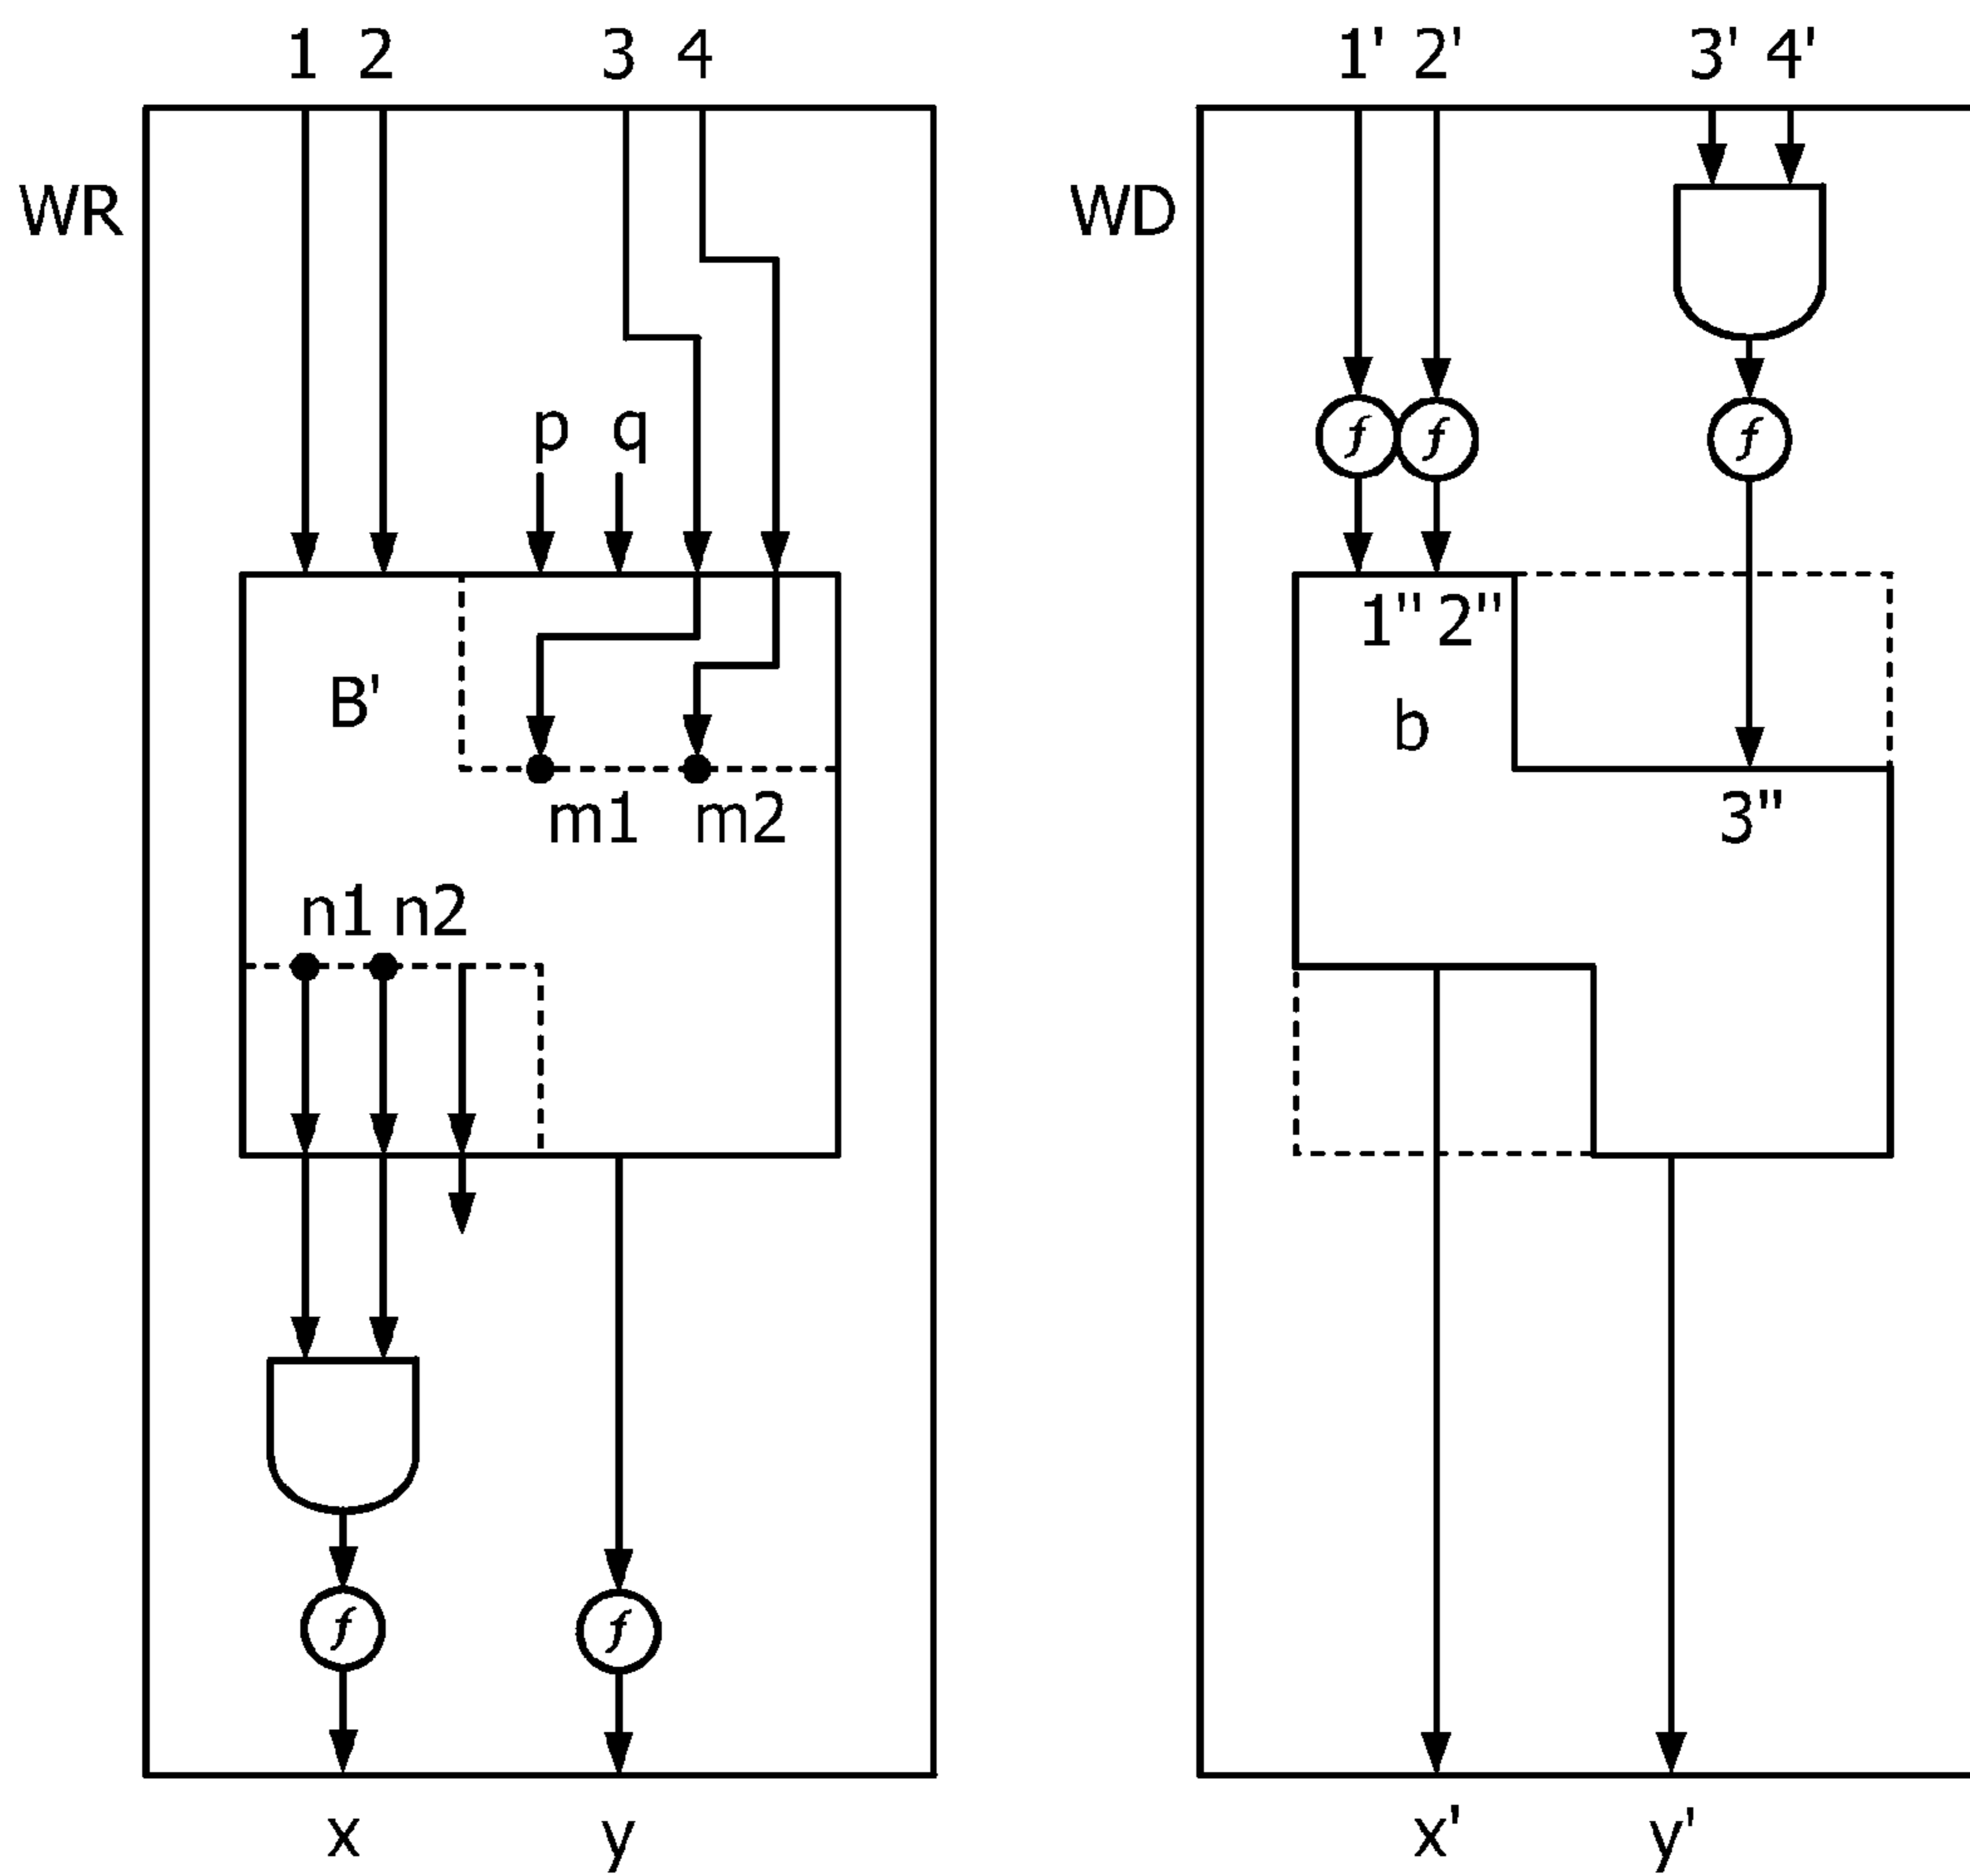 1 2 3 4 1' 2' 3' 4'
WR WD
p q f f f
1" 2"
B' b
m1 m2 3"
n1 n2
f f
x y x' y'